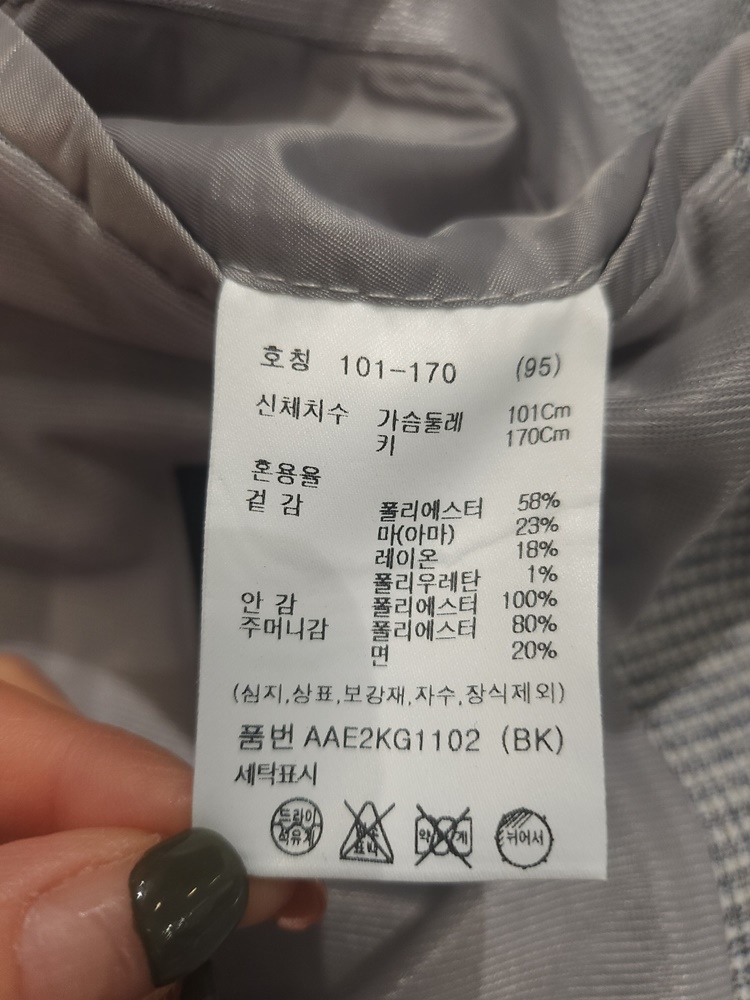 호칭 101-170 (95)
신체치수 가슴둘레 101Cm
키 170Cm
혼용율
겉 감 폴리에스터 58%
마(아마) 23%
레이온 18%
폴리우레탄 1%
안 감 폴리에스터 100%
주머니감 폴리에스터 80%
면 20%
(심지,상표,보강재,자수,장식제외)
품번 AAE2KG1102 (BK)
세탁표시
드라이 뉘어서
석유계